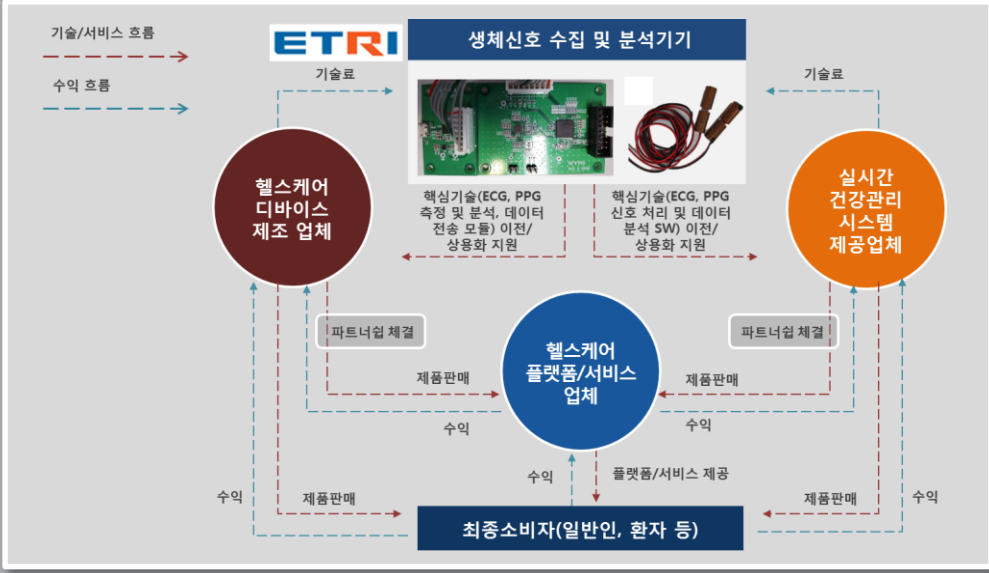 기술/서비스 흐름
수익 흐름
ETRI
생체신호 수집 및 분석기기
기술료
기술료
헬스케어
디바이스
제조 업체
핵심기술(ECG, PPG
측정 및 분석, 데이터
전송 모듈) 이전/
상용화 지원
핵심기술(ECG, PPG
신호 처리 및 데이터
분석 SW) 이전/
상용화 지원
실시간
건강관리
시스템
제공업체
파트너쉽 체결
파트너쉽 체결
헬스케어
플랫폼/서비스
업체
제품판매
제품판매
수익
수익
수익
플랫폼/서비스 제공
수익
제품판매
제품판매
수익
최종소비자(일반인, 환자 등)